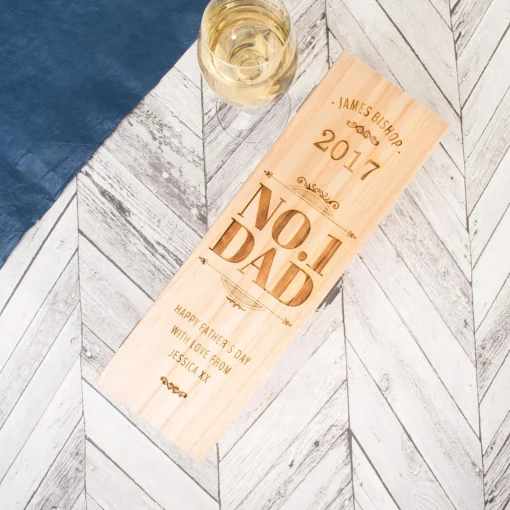 JAMES BISHOP
2017
NO.1
DAD
HAPPY FATHER'S DAY
WITH LOVE FROM
JESSICA XX